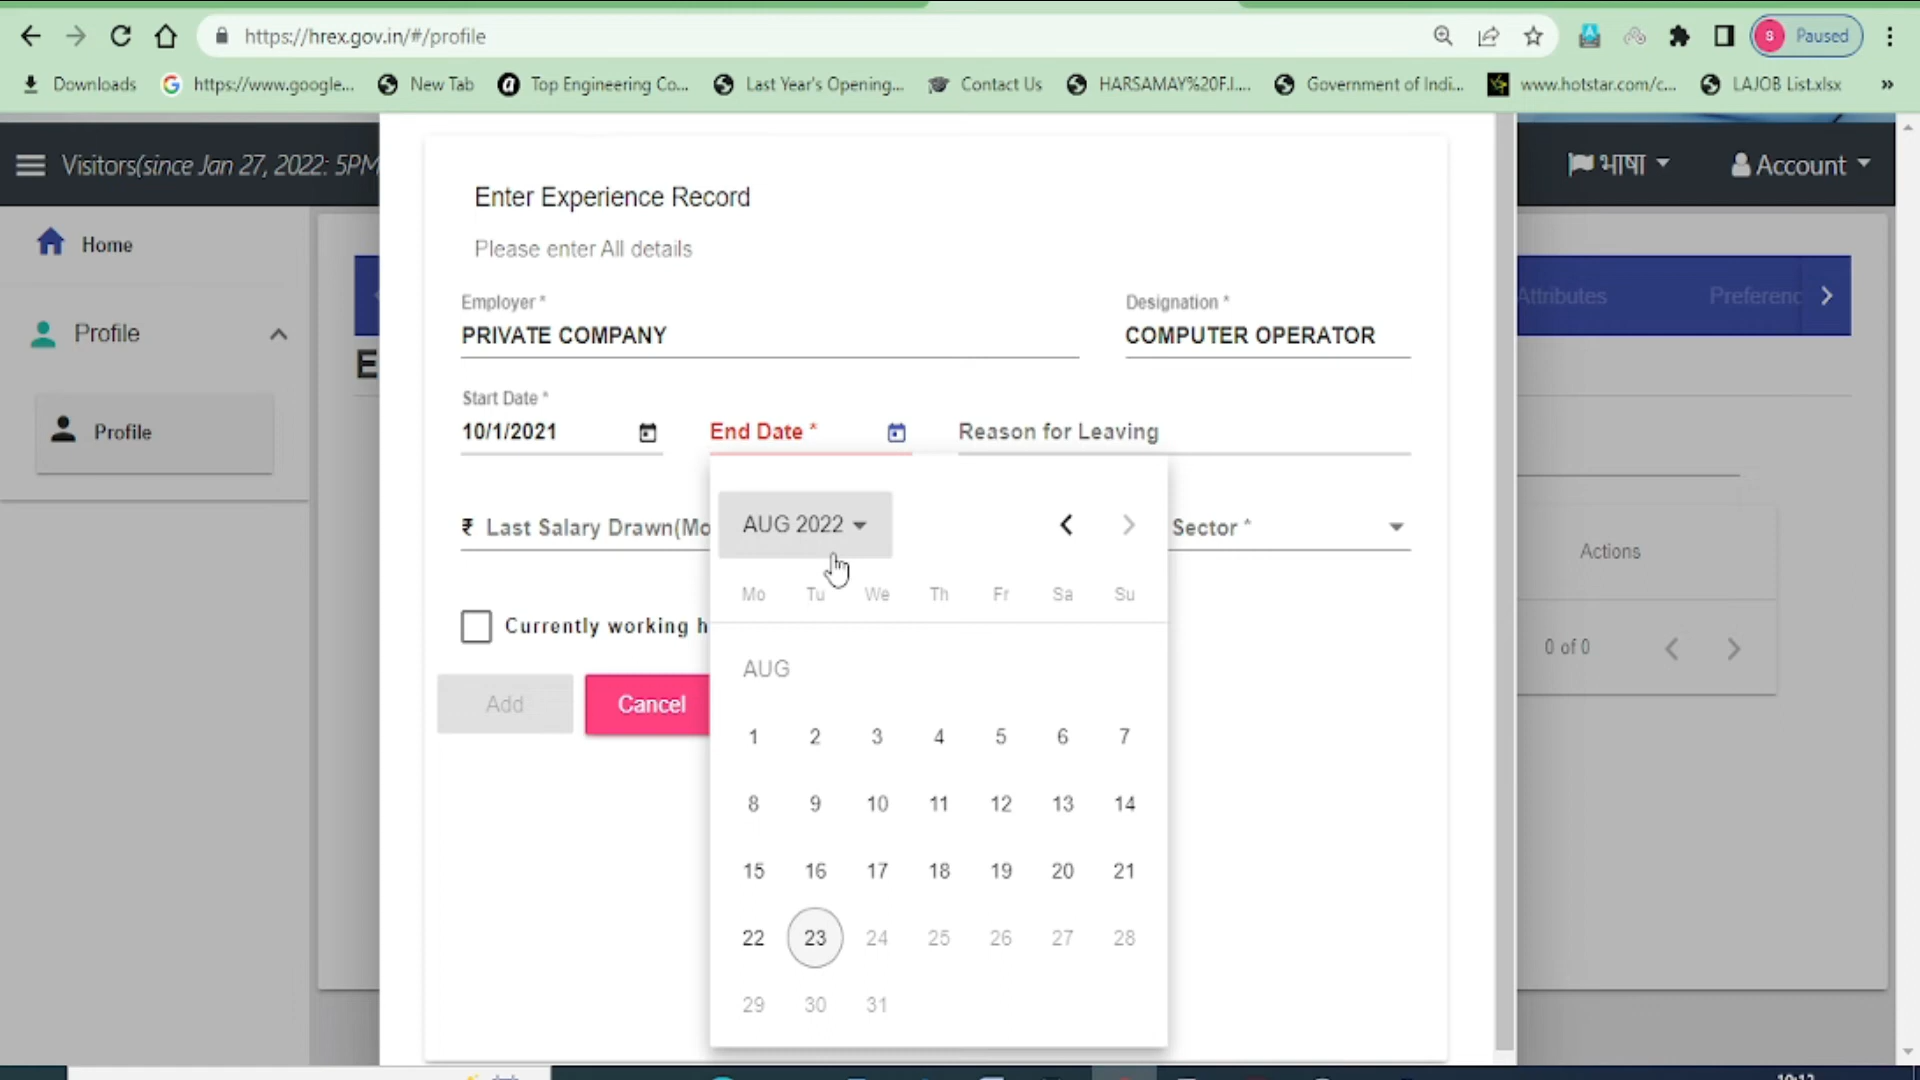 https://hrex.gov.in/#/profile
S Paused
Downloads https://www.google... New Tab Top Engineering Co... Last Year's Opening... Contact Us HARSAMAY%20F.I.... Government of Indi... www.hotstar.com/c... LAJOB List.xlsx »
Visitors(since Jan 27, 2022: 5PM
भाषा Account
Home
Profile
Profile
E
Attributes Preferenc
Actions
0 of 0
Enter Experience Record
Please enter All details
Employer *
PRIVATE COMPANY
Designation *
COMPUTER OPERATOR
Start Date *
10/1/2021
End Date *
Reason for Leaving
₹ Last Salary Drawn(Mo
Sector *
Currently working h
Add Cancel
AUG 2022
Mo Tu We Th Fr Sa Su
AUG
1 2 3 4 5 6 7
8 9 10 11 12 13 14
15 16 17 18 19 20 21
22 23 24 25 26 27 28
29 30 31